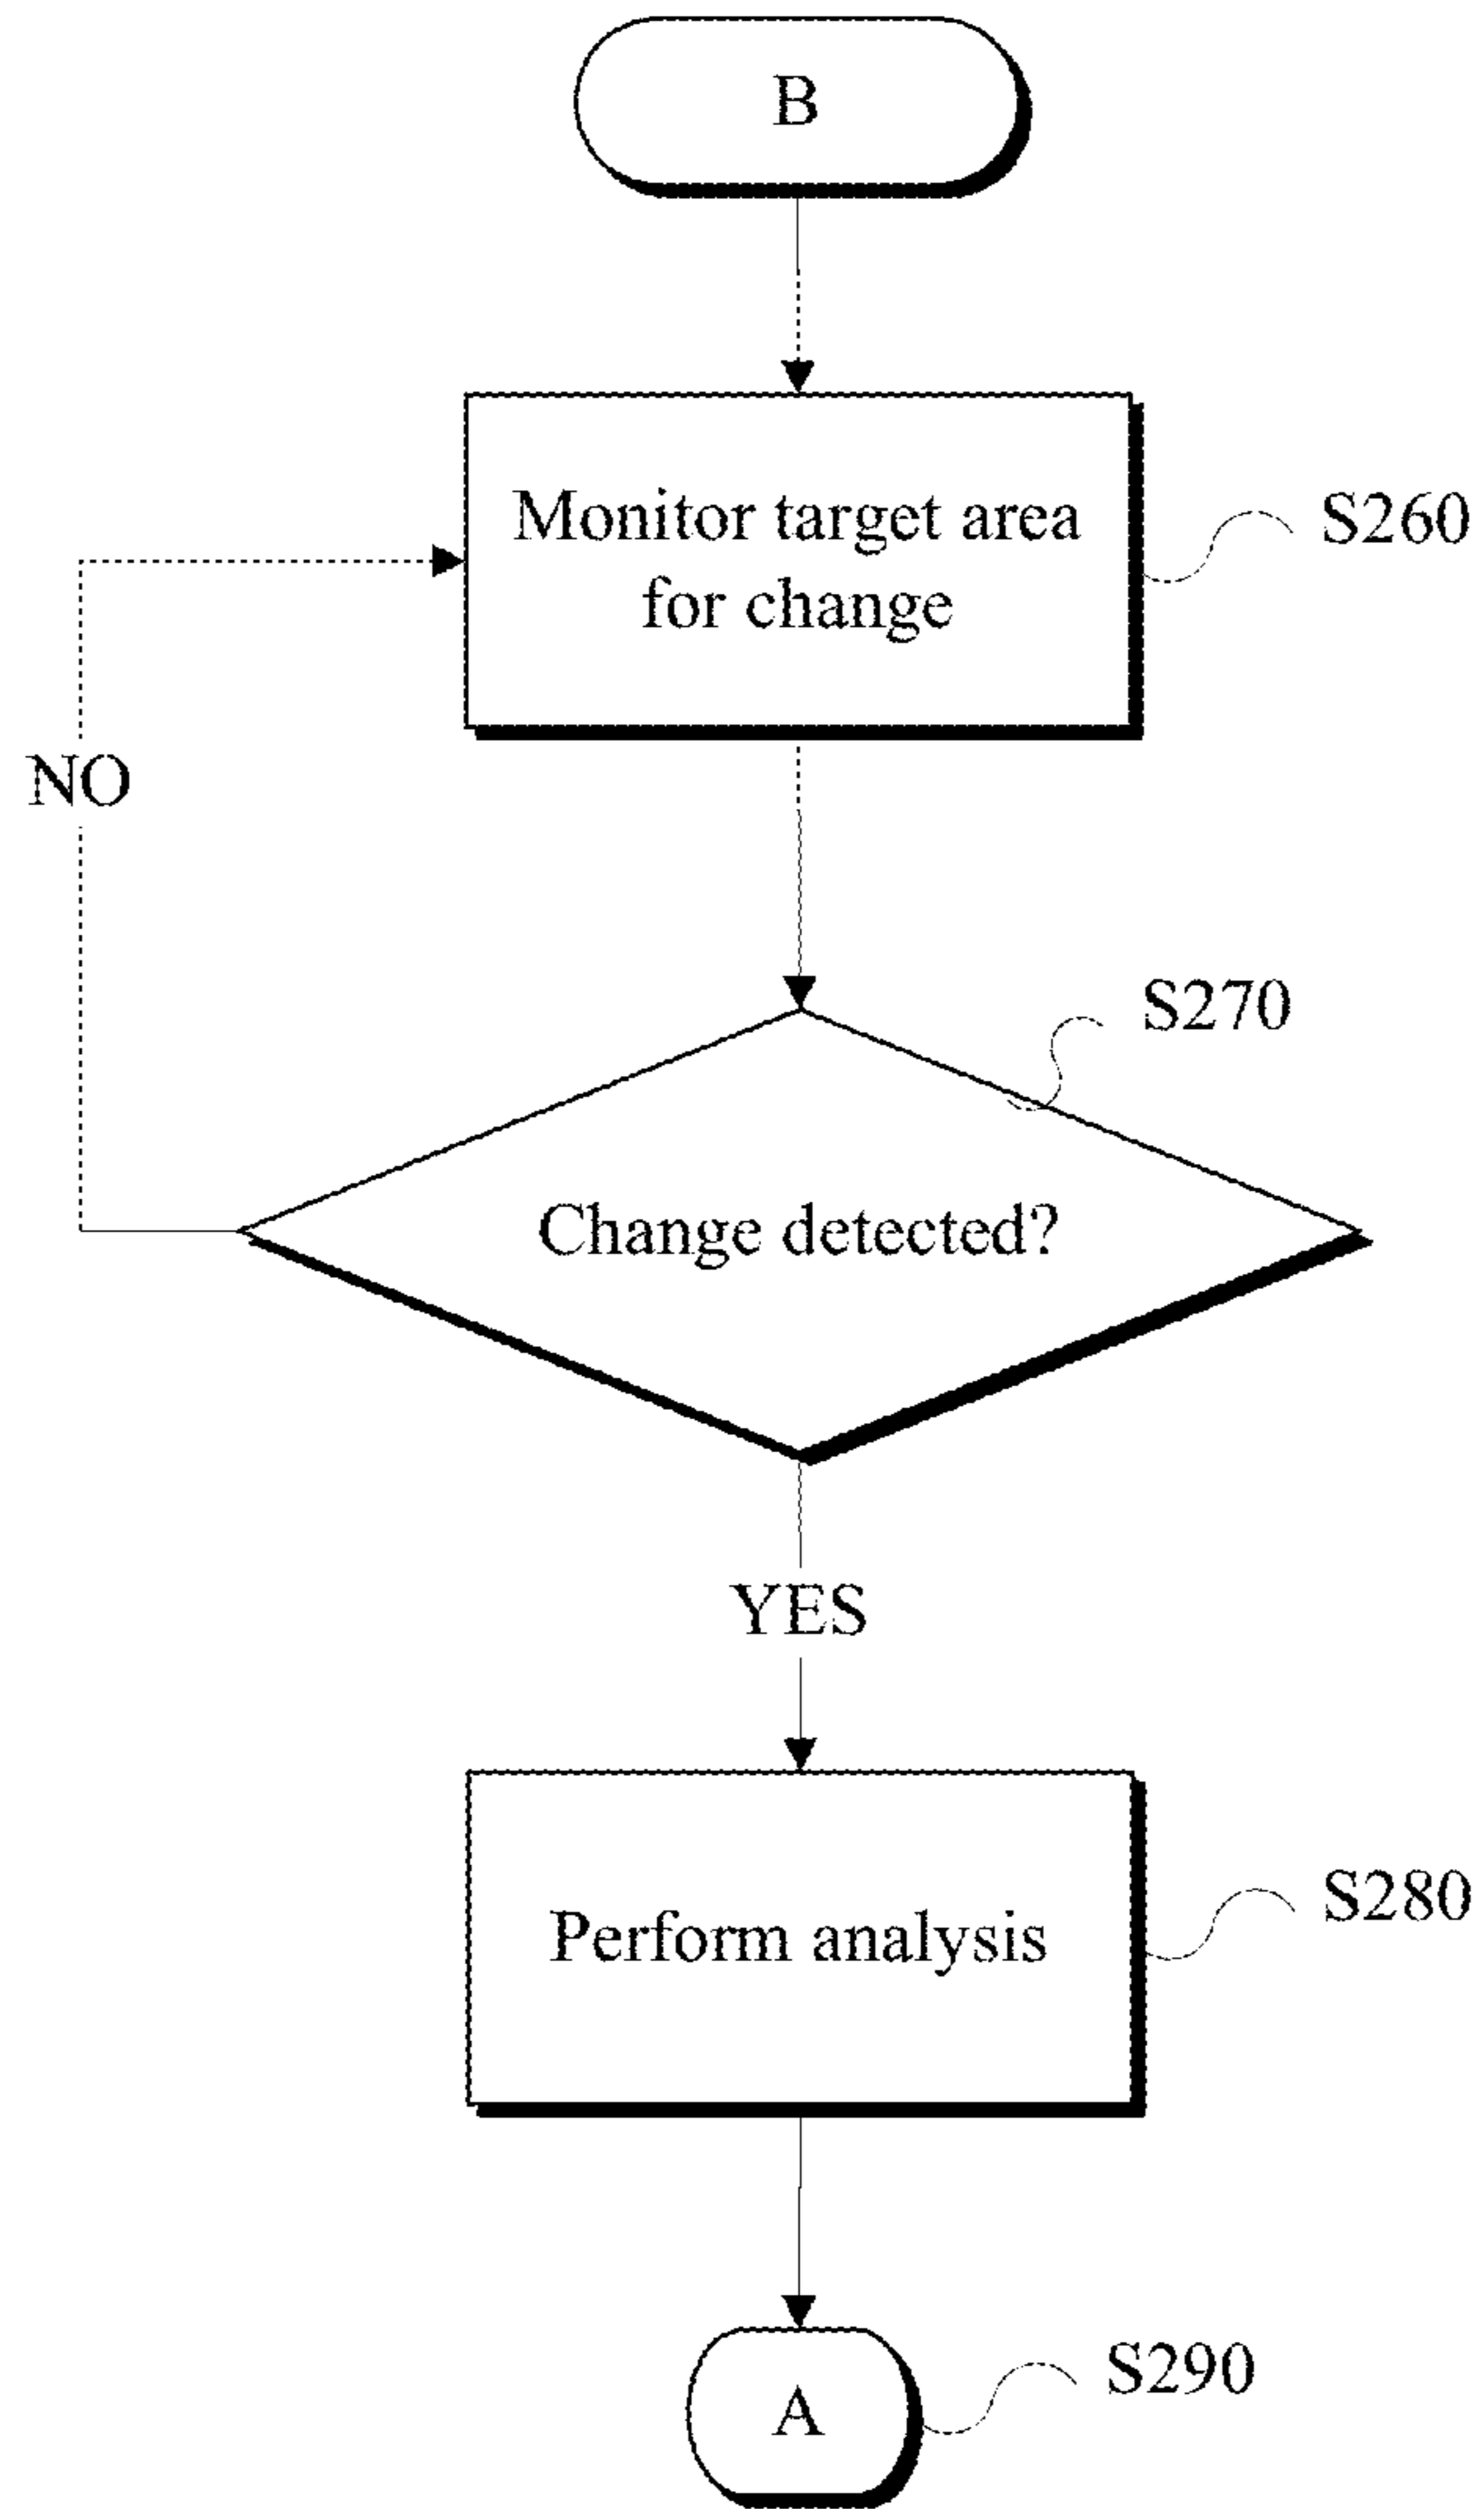 B
Monitor target area
for change
S260
NO
S270
Change detected?
YES
Perform analysis
S280
A
S290